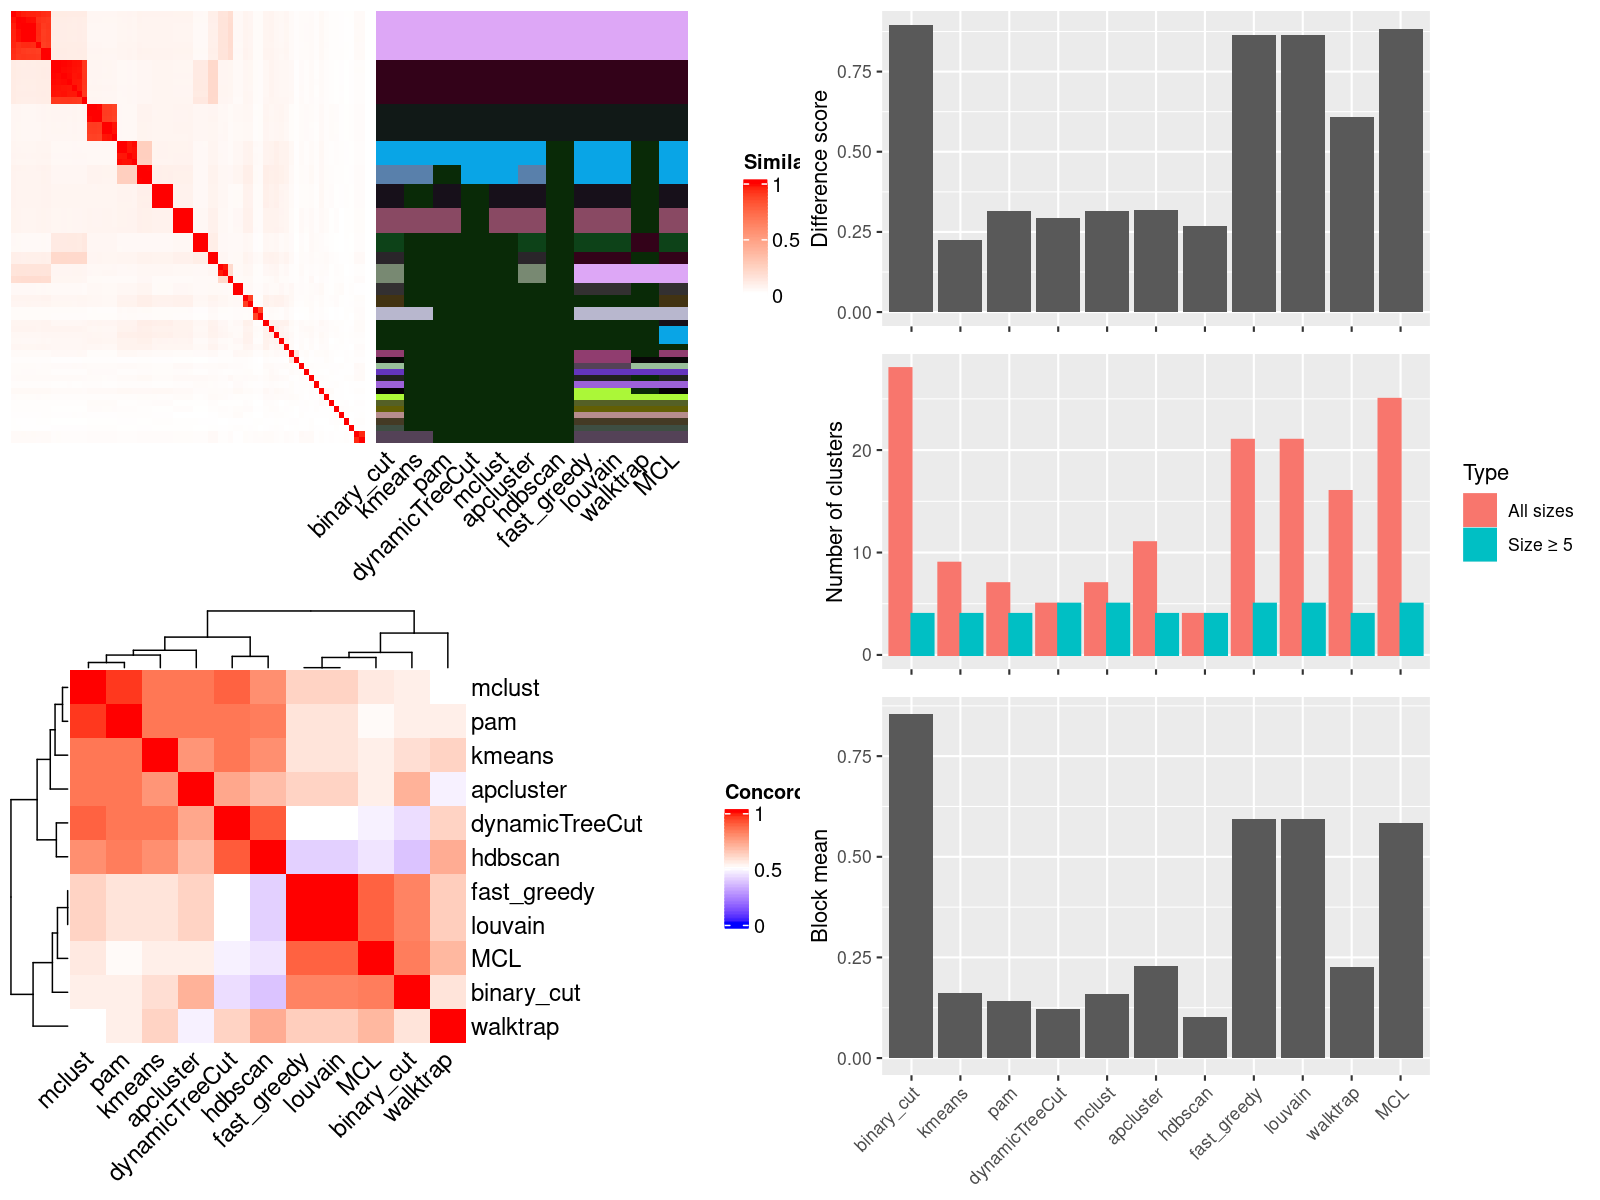 Simila
1
0.5
0
binary_cut
kmeans
pam
dynamicTreeCut
mclust
apcluster
hdbscan
fast_greedy
louvain
walktrap
MCL
mclust
pam
kmeans
apcluster
dynamicTreeCut
hdbscan
fast_greedy
louvain
MCL
binary_cut
walktrap
mclust
pam
kmeans
apcluster
dynamicTreeCut
hdbscan
fast_greedy
louvain
MCL
binary_cut
walktrap
Concord
1
0.5
0
Difference score
0.75
0.50
0.25
0.00
Number of clusters
20
10
0
Type
All sizes
Size ≥ 5
Block mean
0.75
0.50
0.25
0.00
binary_cut
kmeans
pam
dynamicTreeCut
mclust
apcluster
hdbscan
fast_greedy
louvain
walktrap
MCL